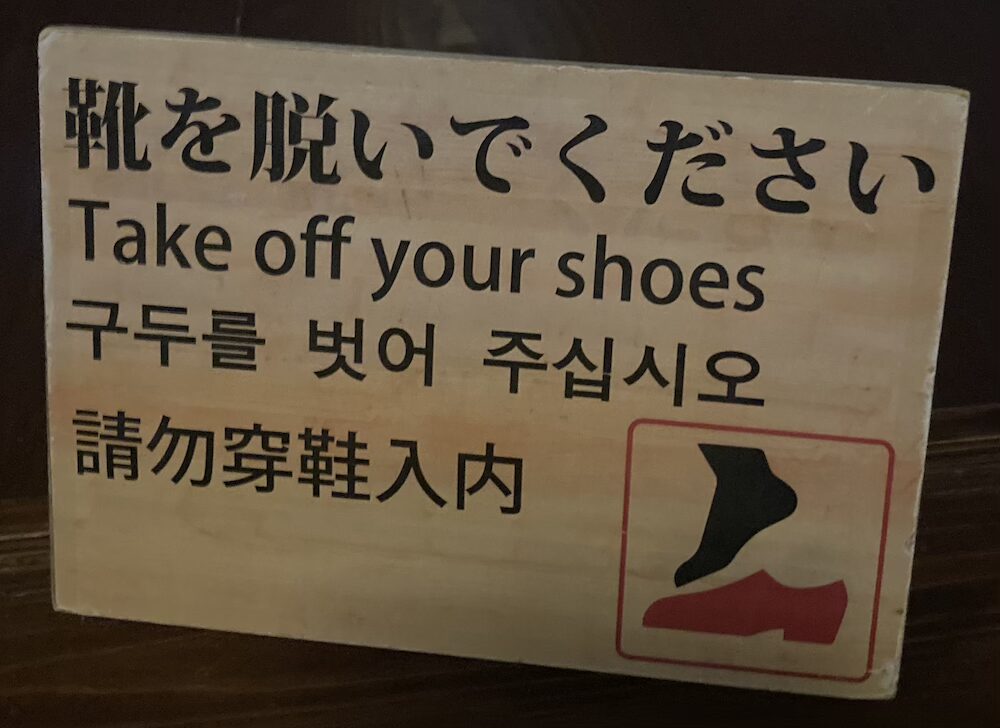 靴を脱いでください
Take off your shoes
구두를 벗어 주십시오
請勿穿鞋入内